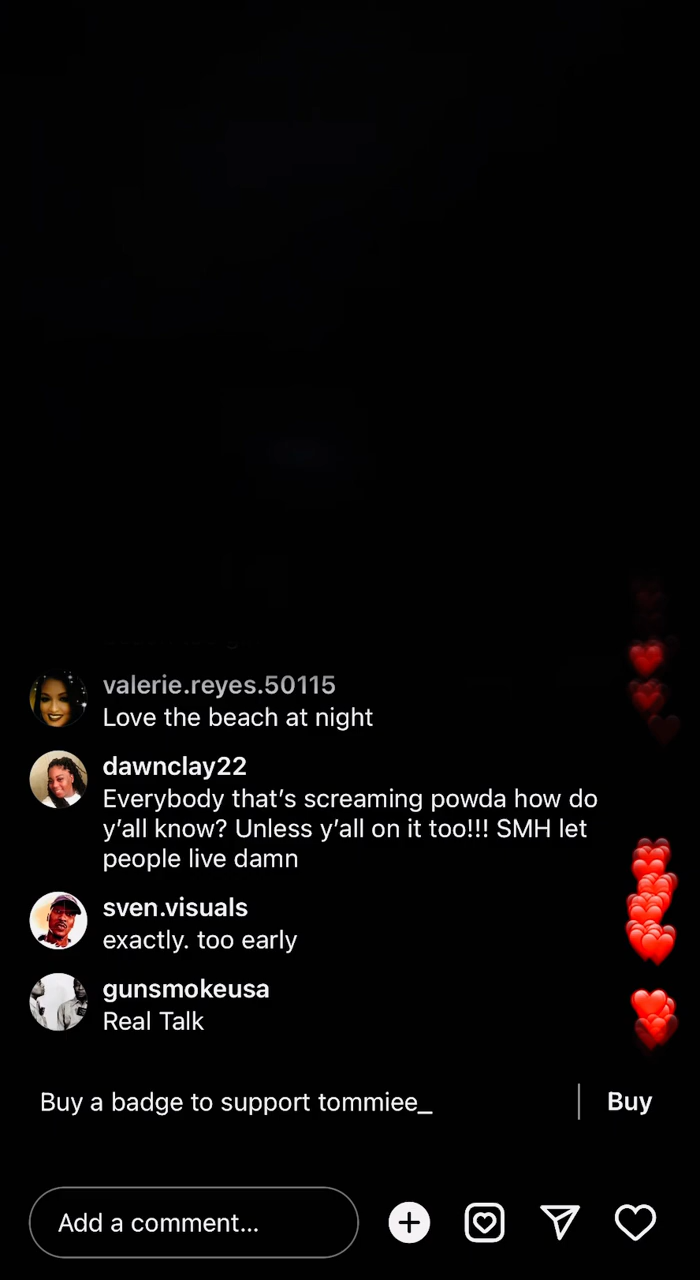 valerie.reyes.50115
Love the beach at night
dawnclay22
Everybody that's screaming powda how do
y'all know? Unless y'all on it too!!! SMH let
people live damn
sven.visuals
exactly. too early
gunsmokeusa
Real Talk
Buy a badge to support tommiee_
Buy
Add a comment...